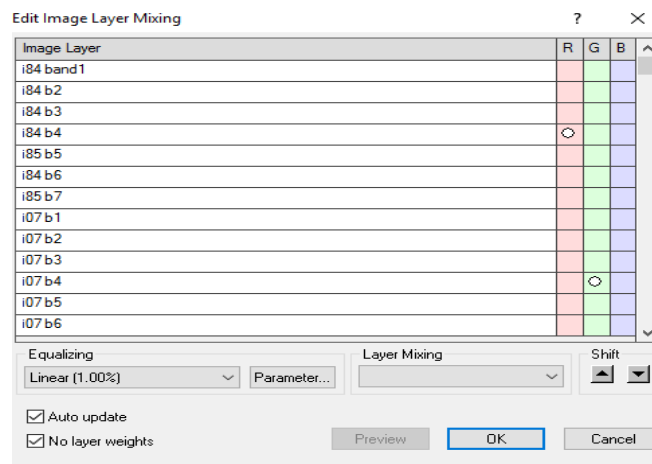 Edit Image Layer Mixing ?
Image Layer R G B
i84 band1
i84 b2
i84 b3
i84 b4
i85 b5
i84 b6
i85 b7
i07 b1
i07 b2
i07 b3
i07 b4
i07 b5
i07 b6
Equalizing Layer Mixing Shift
Linear (1.00%) Parameter...
Auto update
No layer weights Preview OK Cancel